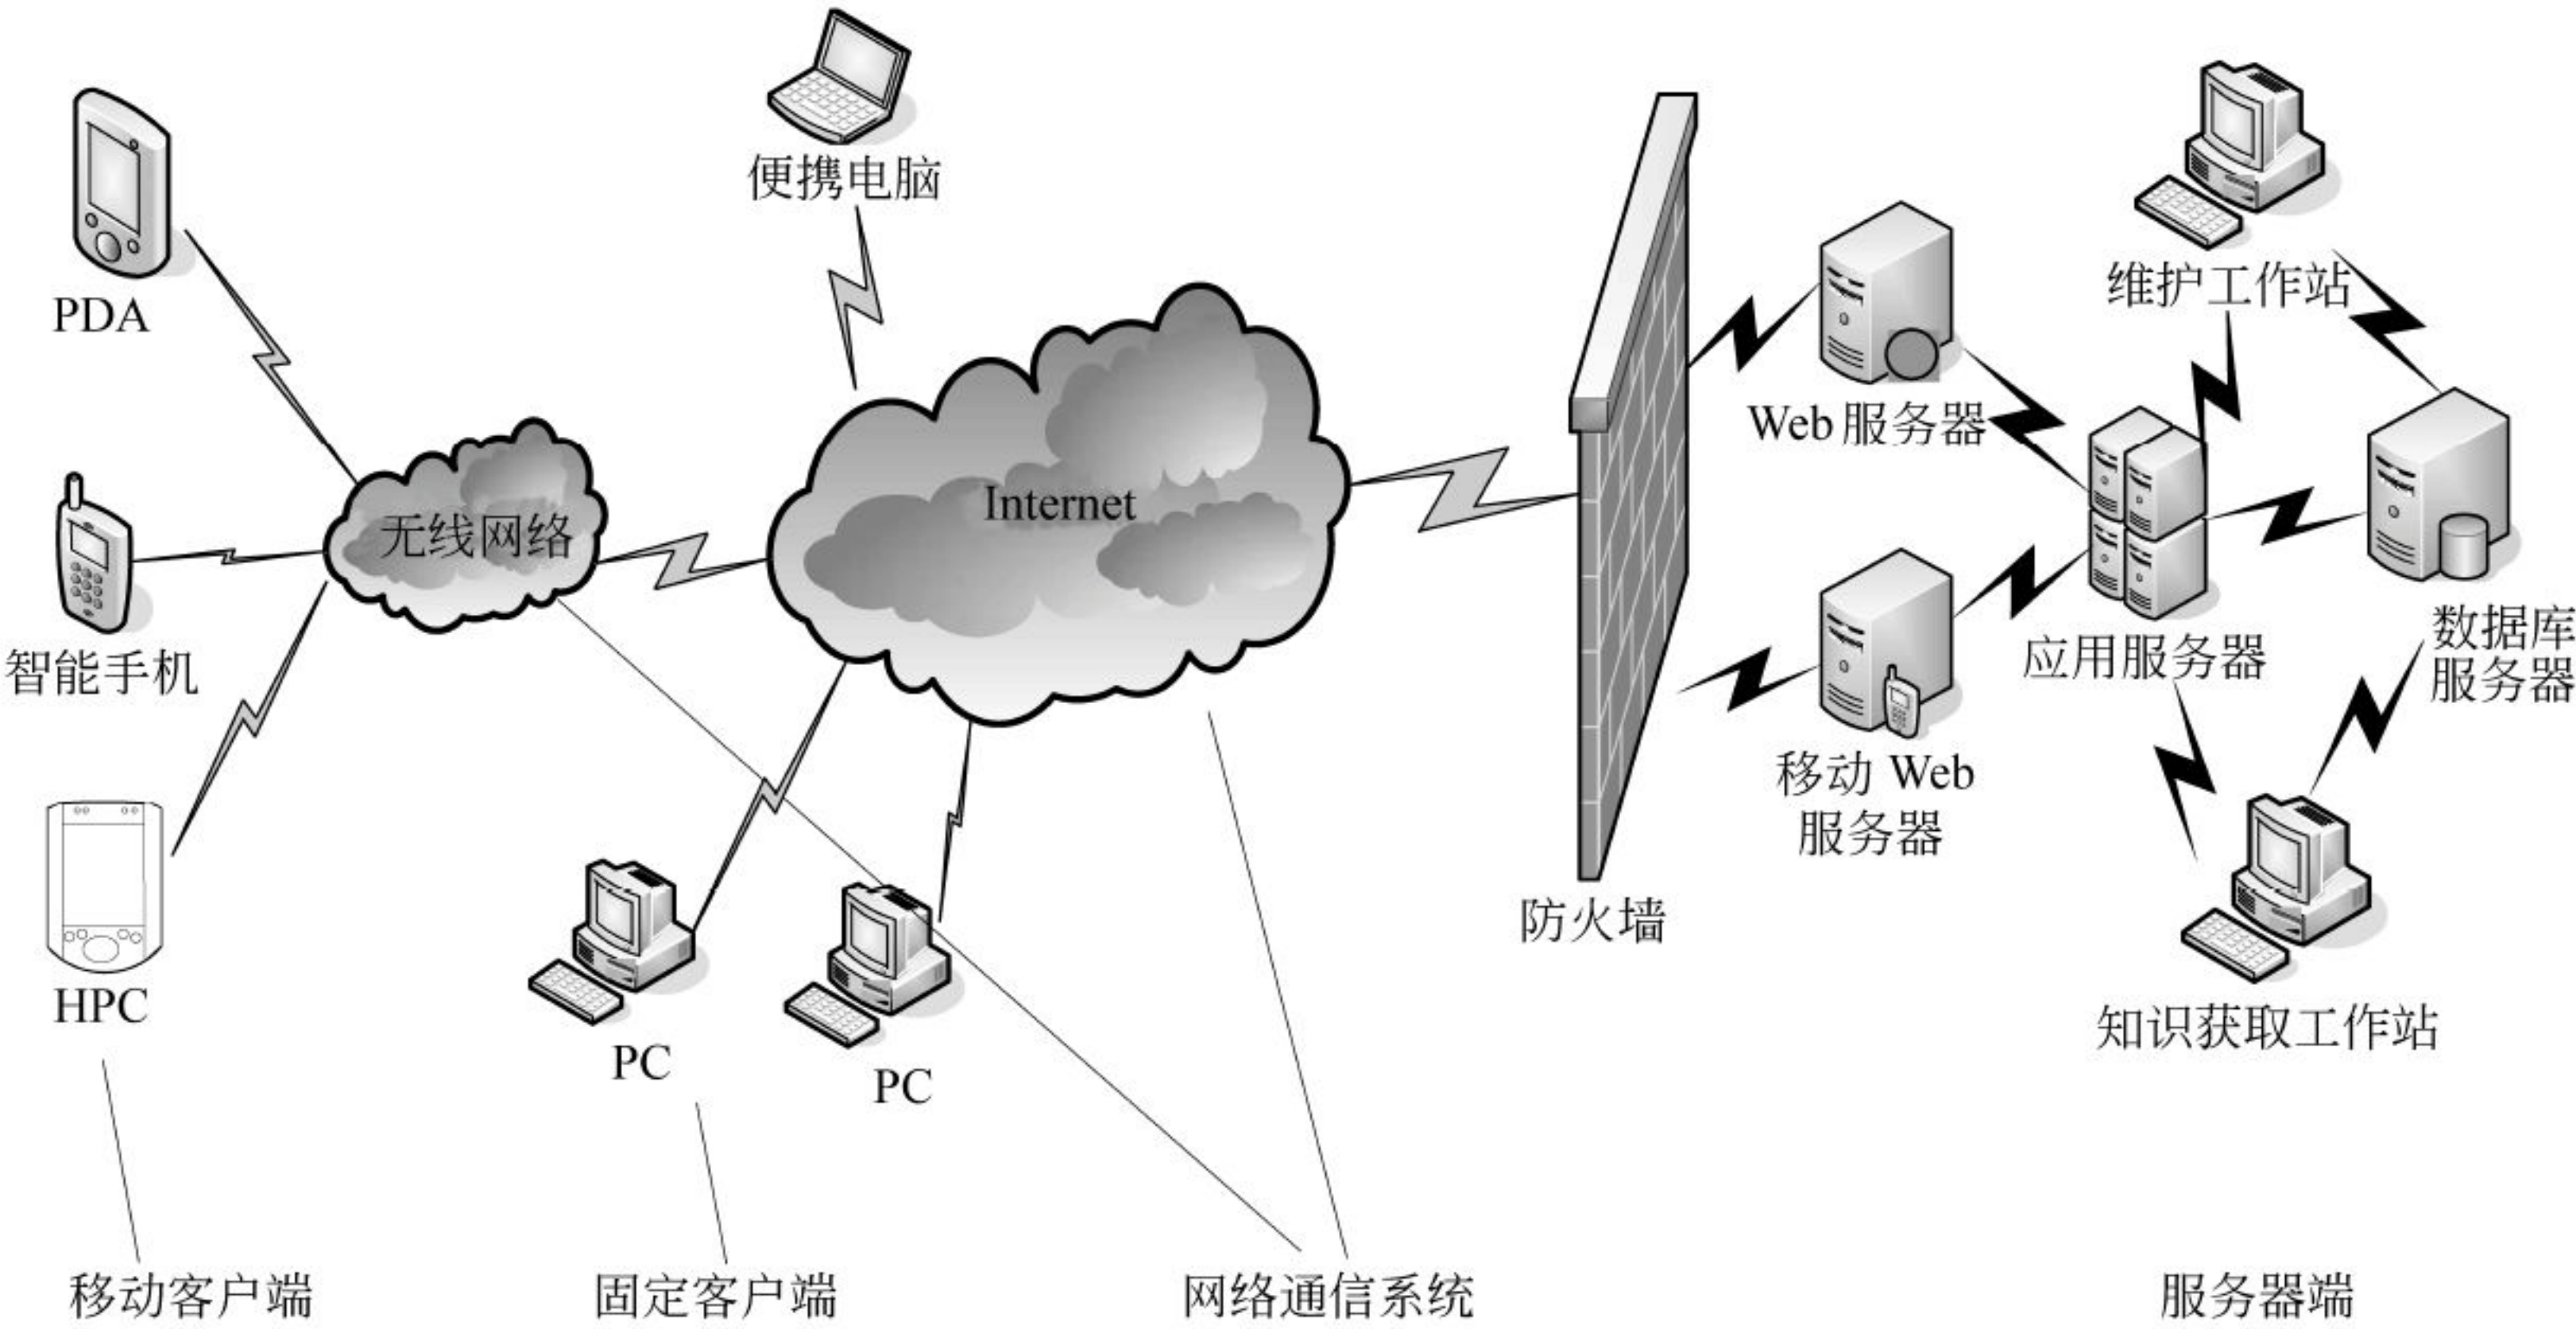 便携电脑
PDA
维护工作站
Web 服务器
Internet
无线网络
智能手机
应用服务器
数据库
服务器
移动 Web
服务器
防火墙
HPC
PC
PC
知识获取工作站
移动客户端
固定客户端
网络通信系统
服务器端